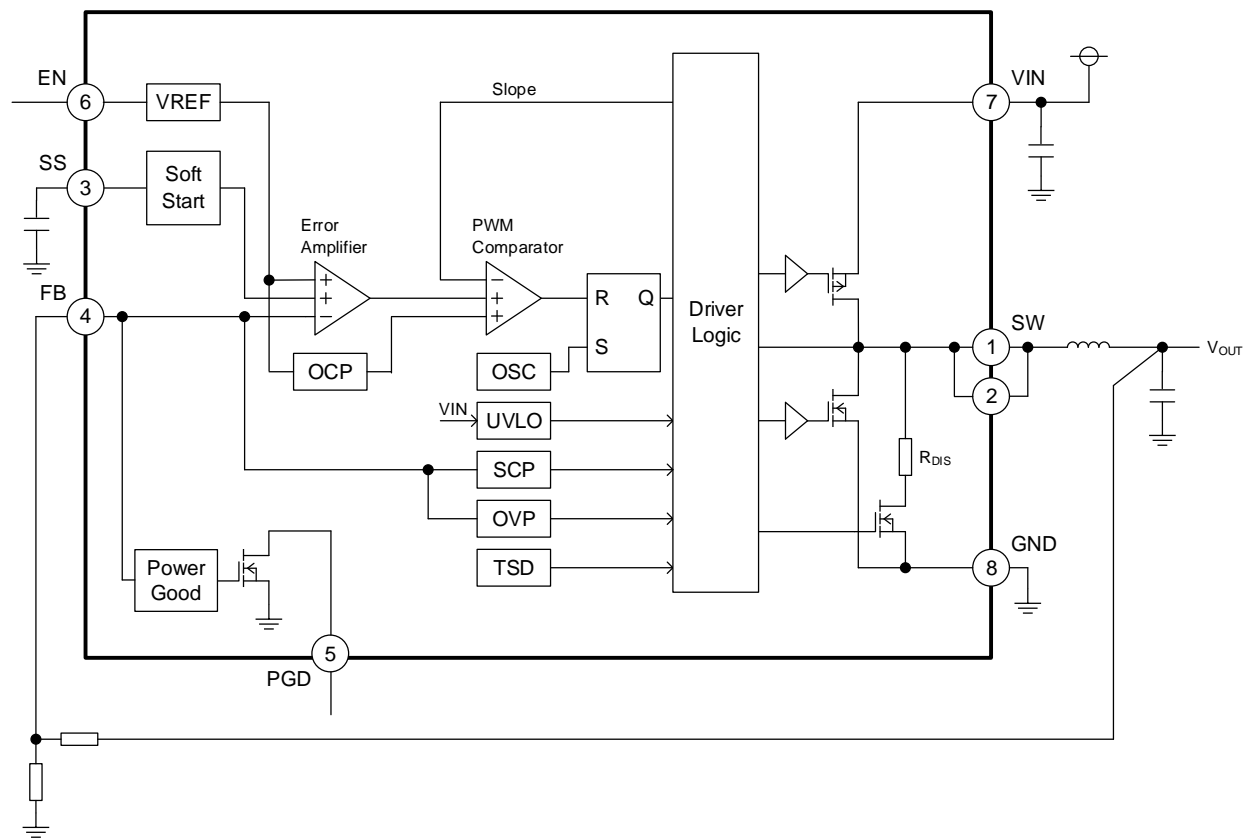 EN
6
VREF
Slope
7
VIN
SS
3
Soft
Start
Error
Amplifier
PWM
Comparator
FB
4
+
+
−
−
+
+
R
Q
S
Driver
Logic
OCP
OSC
SW
1
2
VOUT
VIN
UVLO
SCP
OVP
TSD
RDIS
GND
8
Power
Good
5
PGD